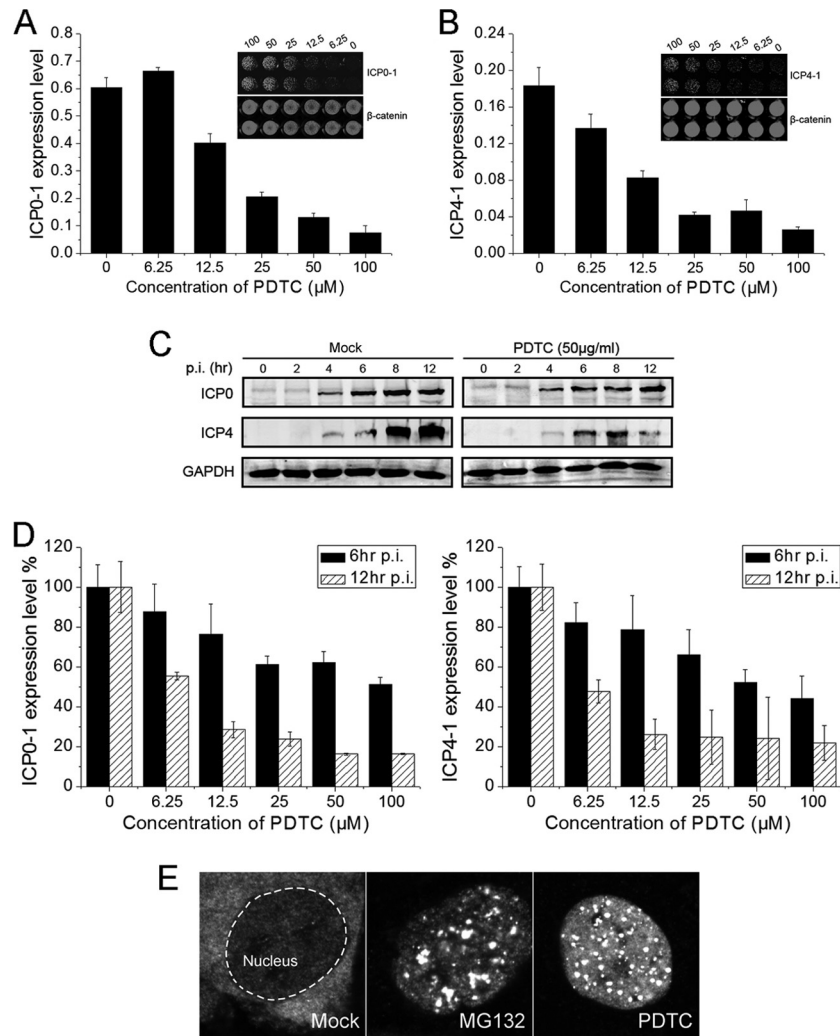 A
ICP0-1 expression level
0.8
0.7
0.6
0.5
0.4
0.3
0.2
0.1
0.0
100 50 25 12.5 6.25 0
ICP0-1
β-catenin
0 6.25 12.5 25 50 100
Concentration of PDTC (µM)
B
ICP4-1 expression level
0.24
0.20
0.16
0.12
0.08
0.04
0.00
100 50 25 12.5 6.25 0
ICP4-1
β-catenin
0 6.25 12.5 25 50 100
Concentration of PDTC (µM)
C
Mock PDTC (50µg/ml)
p.i. (hr) 0 2 4 6 8 12 0 2 4 6 8 12
ICP0
ICP4
GAPDH
D
ICP0-1 expression level %
120
100
80
60
40
20
0
6hr p.i.
12hr p.i.
0 6.25 12.5 25 50 100
Concentration of PDTC (µM)
ICP4-1 expression level %
120
100
80
60
40
20
0
6hr p.i.
12hr p.i.
0 6.25 12.5 25 50 100
Concentration of PDTC (µM)
E
Nucleus
Mock
MG132
PDTC